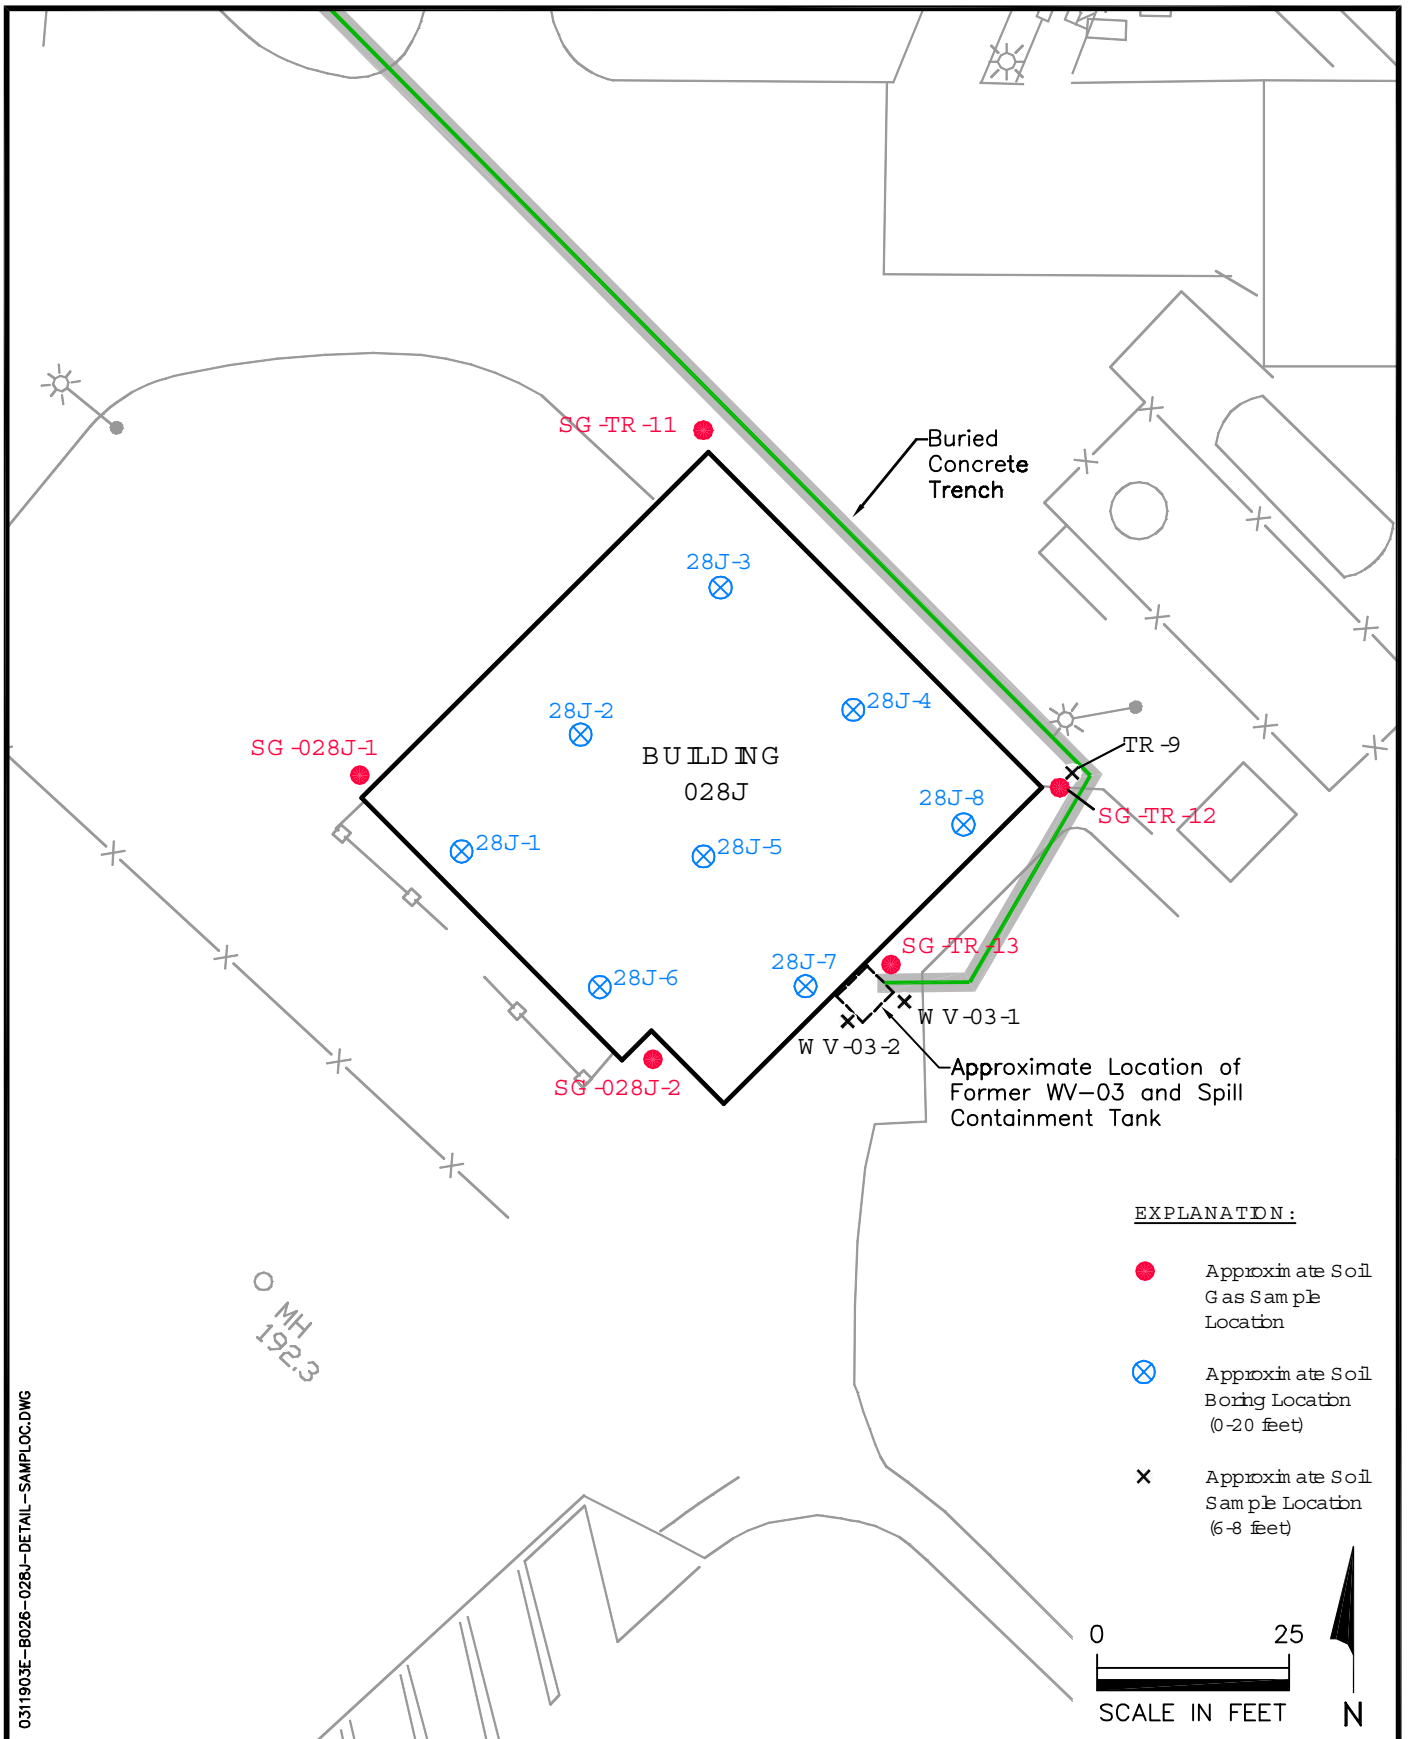 SG-TR-11
Buried
Concrete
Trench
28J-3
28J-4
28J-2
SG-028J-1
BUILDING
028J
TR-9
28J-8
SG-TR-12
28J-1
28J-5
SG-TR-13
28J-6
28J-7
WV-03-1
WV-03-2
SG-028J-2
Approximate Location of
Former WV-03 and Spill
Containment Tank
EXPLANATION:
Approximate Soil
Gas Sample
Location
Approximate Soil
Boring Location
(0-20 feet)
Approximate Soil
Sample Location
(6-8 feet)
MH
192.3
0 25
SCALE IN FEET
N
0311903E-B026-028J-DETAIL-SAMPLOC.DWG